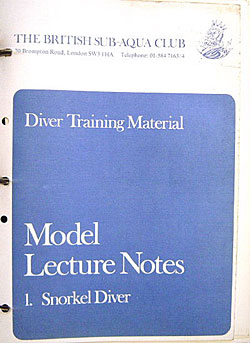 THE BRITISH SUB-AQUA CLUB
70 Brompton Road, London SW3 1HA Telephone: 01-584 7163/4
Diver Training Material
Model
Lecture Notes
1. Snorkel Diver